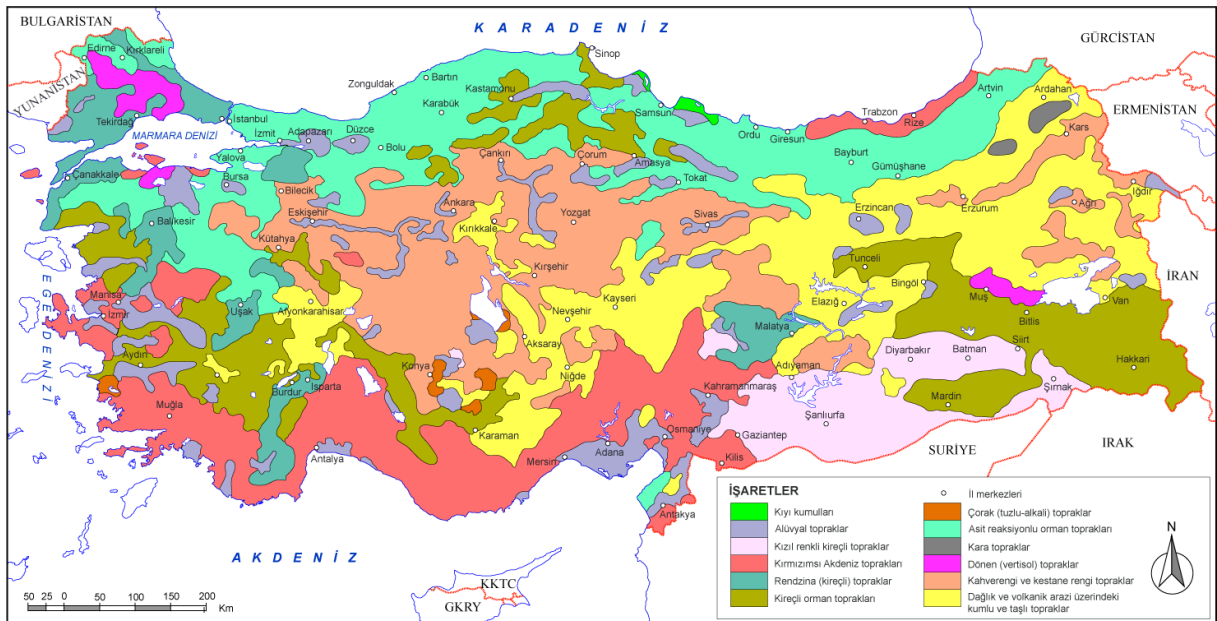 BULGARİSTAN
K A R A D E N İ Z
GÜRCİSTAN
YUNANİSTAN
ERMENİSTAN
İRAN
IRAK
SURİYE
MARMARA DENİZİ
EGE DENİZİ
A K D E N İ Z
KKTC
GKRY
Edirne
Kırklareli
Tekirdağ
İstanbul
İzmit
Adapazarı
Düzce
Zonguldak
Bartın
Karabük
Kastamonu
Sinop
Samsun
Ordu
Giresun
Trabzon
Rize
Artvin
Ardahan
Kars
Yalova
Bursa
Bolu
Çankırı
Çorum
Amasya
Tokat
Bayburt
Gümüşhane
Çanakkale
Balıkesir
Bilecik
Eskişehir
Ankara
Kırıkkale
Yozgat
Sivas
Erzincan
Erzurum
Ağrı
Iğdır
Kütahya
Kırşehir
Tunceli
Manisa
İzmir
Uşak
Afyonkarahisar
Nevşehir
Kayseri
Elazığ
Bingöl
Muş
Van
Bitlis
Aksaray
Malatya
Aydın
Konya
Niğde
Adıyaman
Diyarbakır
Batman
Siirt
Hakkari
Burdur
Isparta
Kahramanmaraş
Mardin
Şırnak
Muğla
Karaman
Osmaniye
Gaziantep
Şanlıurfa
Antalya
Mersin
Adana
Kilis
Antakya
İŞARETLER
Kıyı kumulları
Alüvyal topraklar
Kızıl renkli kireçli topraklar
Kırmızımsı Akdeniz toprakları
Rendzina (kireçli) topraklar
Kireçli orman toprakları
İl merkezleri
Çorak (tuzlu-alkali) topraklar
Asit reaksiyonlu orman toprakları
Kara topraklar
Dönen (vertisol) topraklar
Kahverengi ve kestane rengi topraklar
Dağlık ve volkanik arazi üzerindeki
kumlu ve taşlı topraklar
N
50 25 0 50 100 150 200
Km